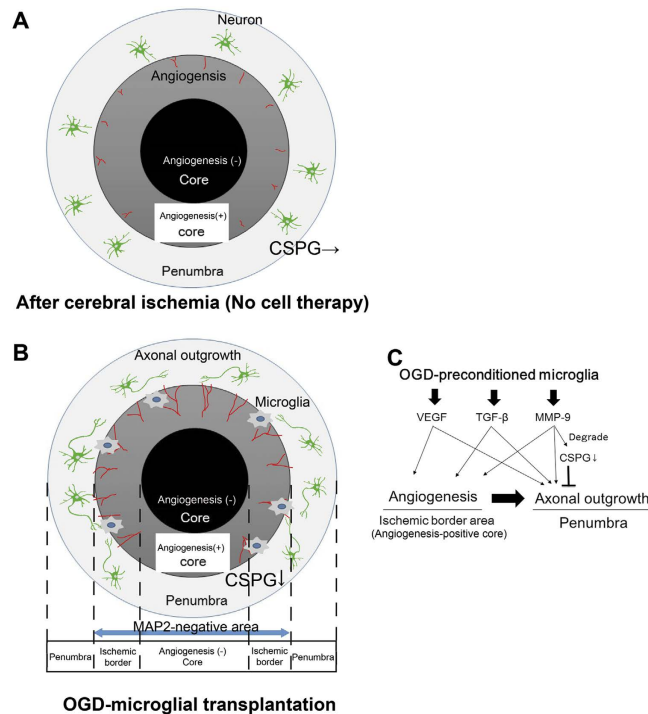 A
Neuron
Angiogensis
Angiogenesis (-)
Core
Angiogenesis(+)
core
CSPG→
Penumbra
After cerebral ischemia (No cell therapy)
B
Axonal outgrowth
Microglia
Angiogenesis (-)
Core
Angiogenesis(+)
core
CSPG↓
Penumbra
MAP2-negative area
Penumbra
Ischemic
border
Angiogenesis (-)
Core
Ischemic
border
Penumbra
OGD-microglial transplantation
C
OGD-preconditioned microglia
VEGF
TGF-β
MMP-9
Degrade
CSPG↓
Angiogenesis
Axonal outgrowth
Ischemic border area
(Angiogenesis-positive core)
Penumbra